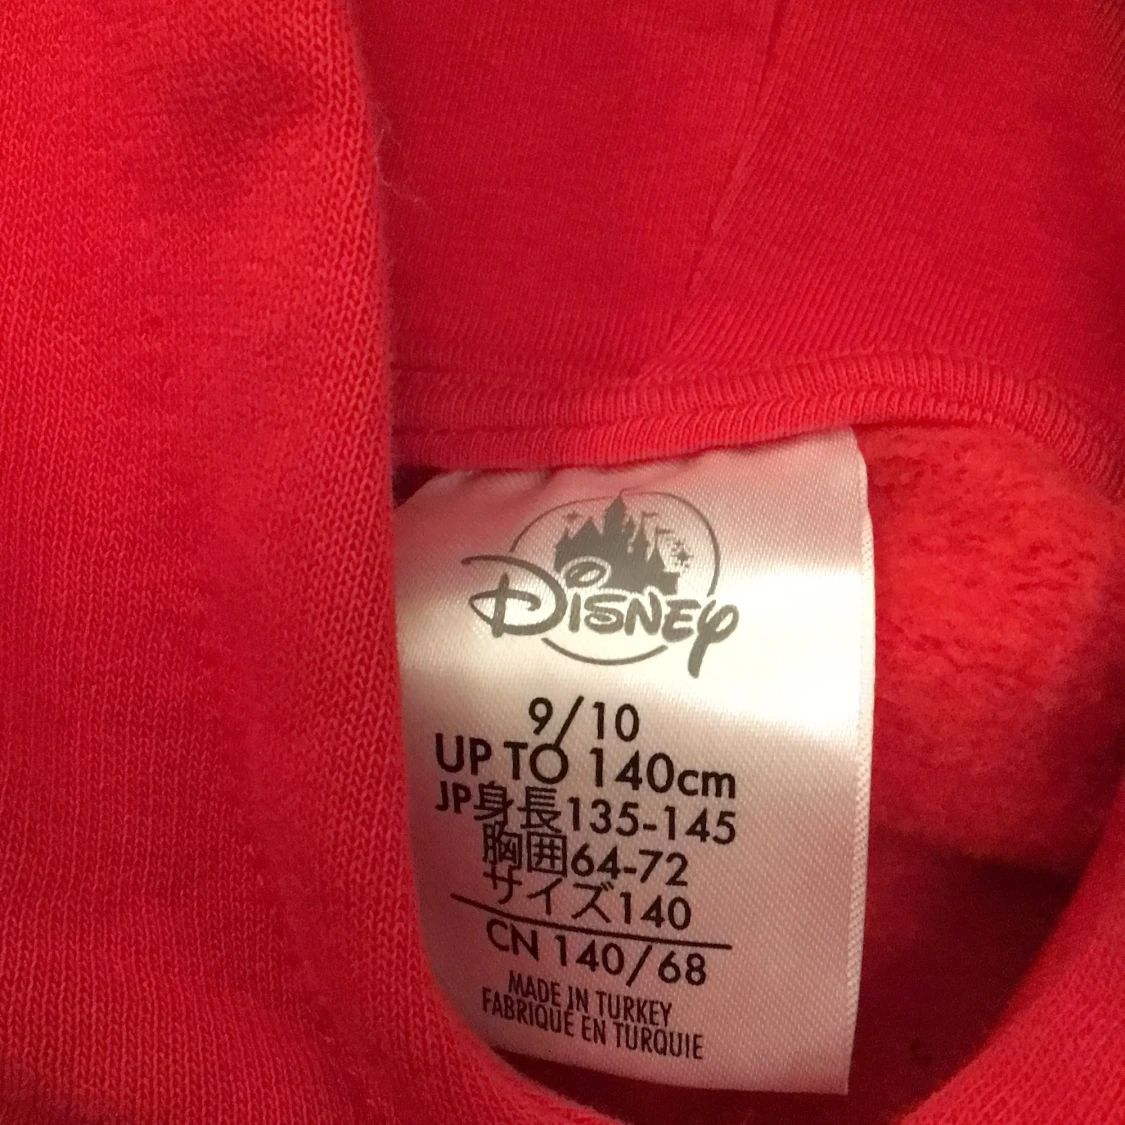 Disney
9/10
UP TO 140cm
JP身長135-145
胸囲64-72
サイズ140
CN 140/68
MADE IN TURKEY
FABRIQUE EN TURQUIE